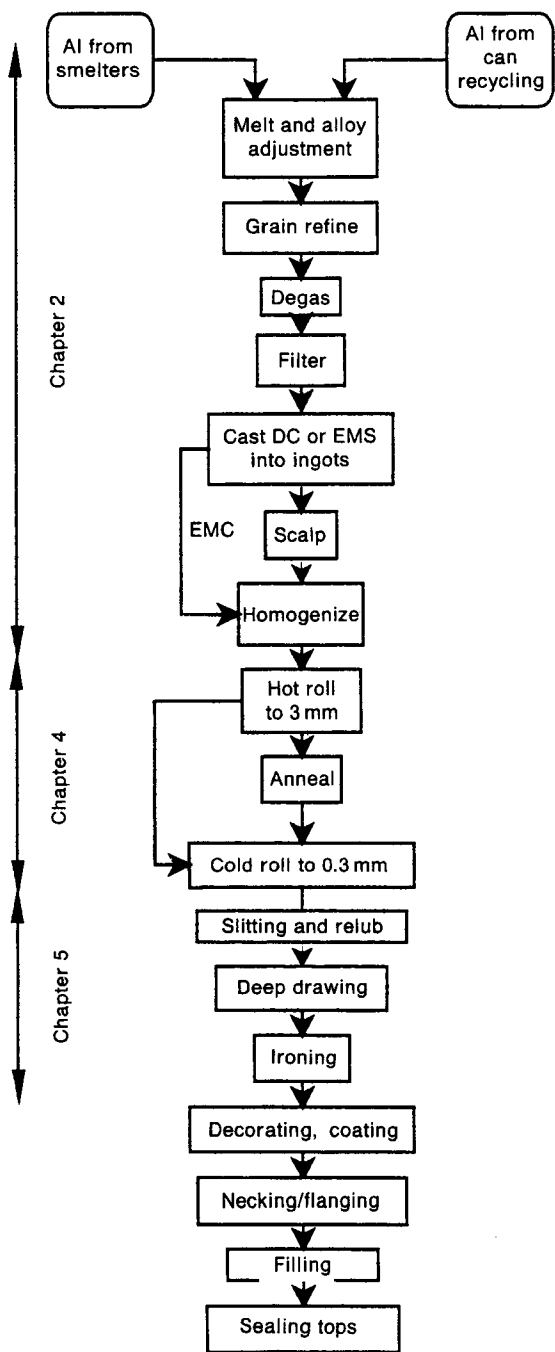 Al from
smelters
Al from
can
recycling
Melt and alloy
adjustment
Grain refine
Degas
Filter
Cast DC or EMS
into ingots
EMC
Scalp
Homogenize
Chapter 2
Hot roll
to 3 mm
Anneal
Cold roll to 0.3 mm
Chapter 4
Slitting and relub
Deep drawing
Ironing
Chapter 5
Decorating, coating
Necking/flanging
Filling
Sealing tops